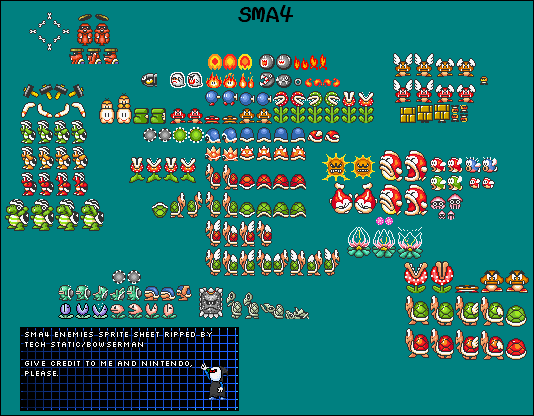 SMA4
SMA4 ENEMIES SPRITE SHEET RIPPED BY
TECH STATIC/BOWSERMAN
GIVE CREDIT TO ME AND NINTENDO,
PLEASE.